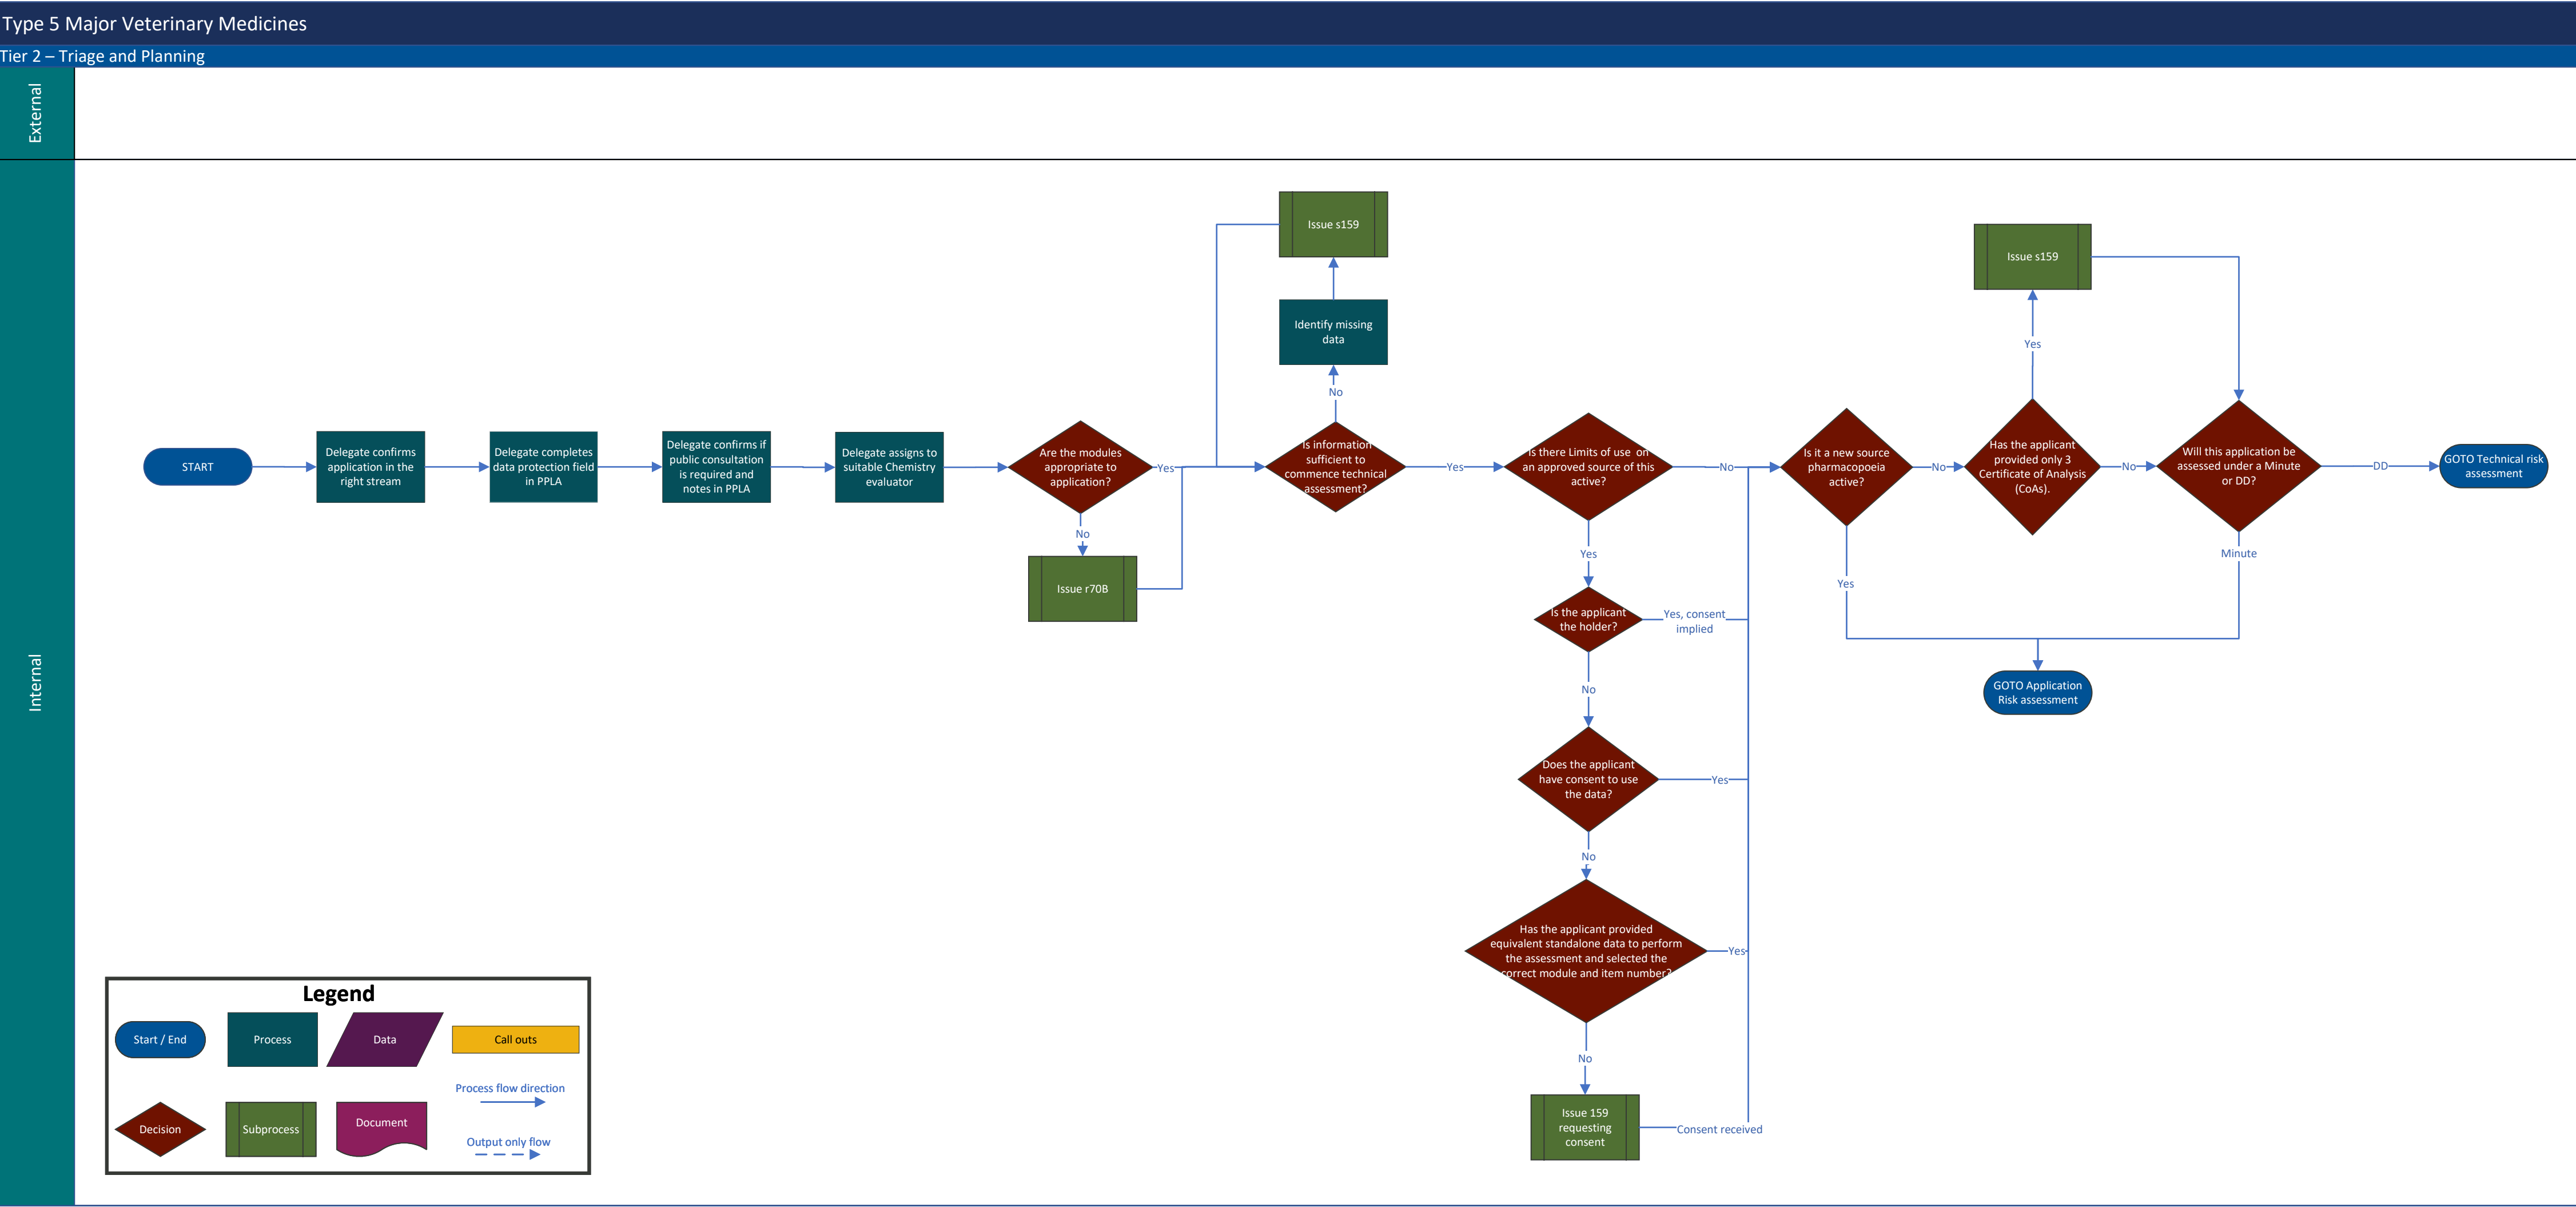 Type 5 Major Veterinary Medicines
Tier 2 – Triage and Planning
External
Internal
START
Delegate confirms
application in the
right stream
Delegate completes
data protection field
in PPLA
Delegate confirms if
public consultation
is required and
notes in PPLA
Delegate assigns to
suitable Chemistry
evaluator
Are the modules
appropriate to
application?
Yes
No
Issue r70B
Issue s159
Identify missing
data
No
Is information
sufficient to
commence technical
assessment?
Yes
Is there Limits of use on
an approved source of this
active?
No
Yes
Is the applicant
the holder?
Yes, consent
implied
No
Does the applicant
have consent to use
the data?
Yes
No
Has the applicant provided
equivalent standalone data to perform
the assessment and selected the
correct module and item number?
Yes
No
Issue 159
requesting
consent
Consent received
Is it a new source
pharmacopoeia
active?
No
Yes
Issue s159
Yes
Has the applicant
provided only 3
Certificate of Analysis
(CoAs).
No
Will this application be
assessed under a Minute
or DD?
DD
Minute
GOTO Technical risk
assessment
GOTO Application
Risk assessment
Legend
Start / End
Process
Data
Call outs
Process flow direction
Decision
Subprocess
Document
Output only flow